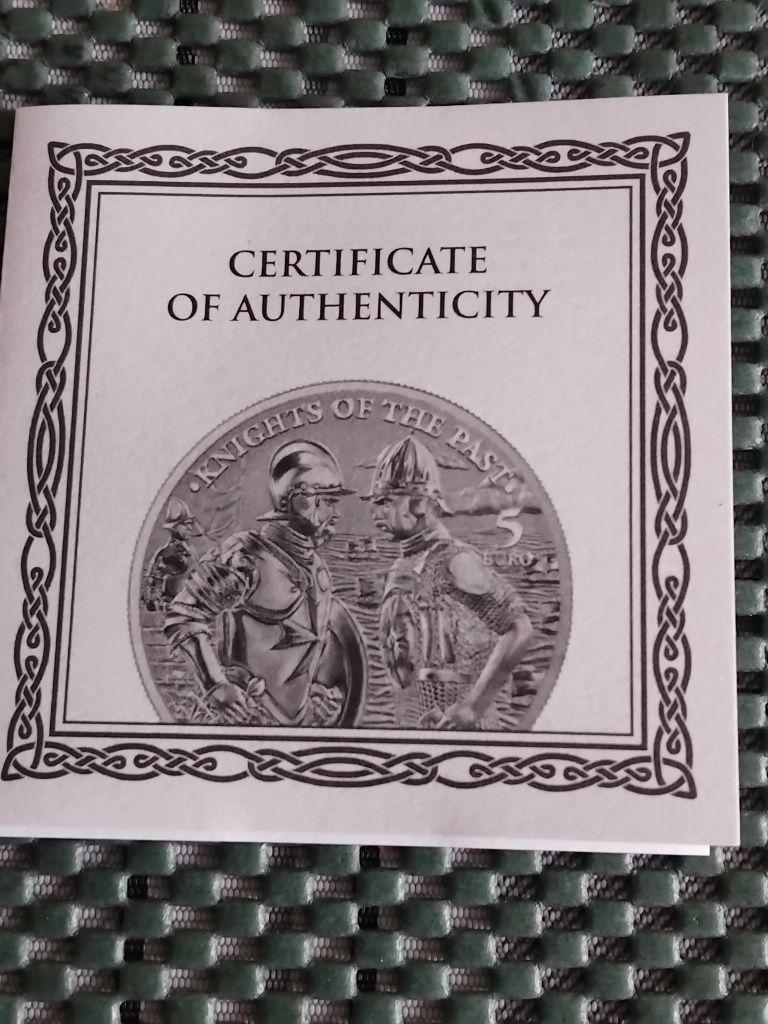 CERTIFICATE
OF AUTHENTICITY
·KNIGHTS OF THE PAST·
5
EURO